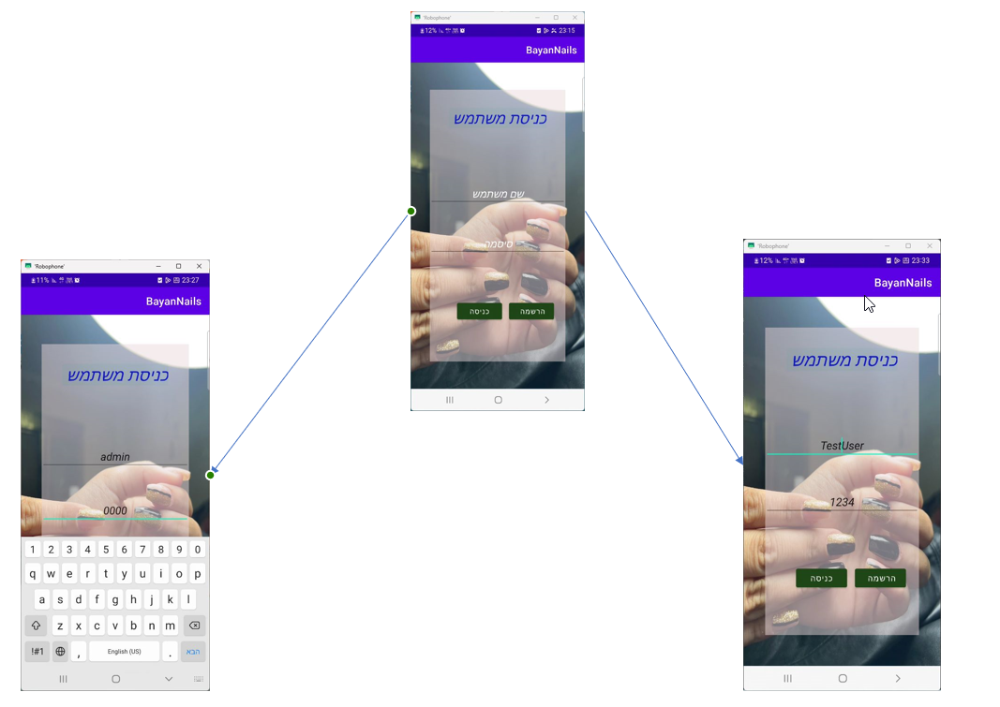 'Robophone'
12% 23:15
BayanNails
כניסת משתמש
שם משתמש
סיסמה
כניסה הרשמה
'Robophone'
11% 23:27
BayanNails
כניסת משתמש
admin
0000
1 2 3 4 5 6 7 8 9 0
q w e r t y u i o p
a s d f g h j k l
z x c v b n m
!#1 , English (US) . הבא
'Robophone'
12% 23:33
BayanNails
כניסת משתמש
TestUser
1234
כניסה הרשמה